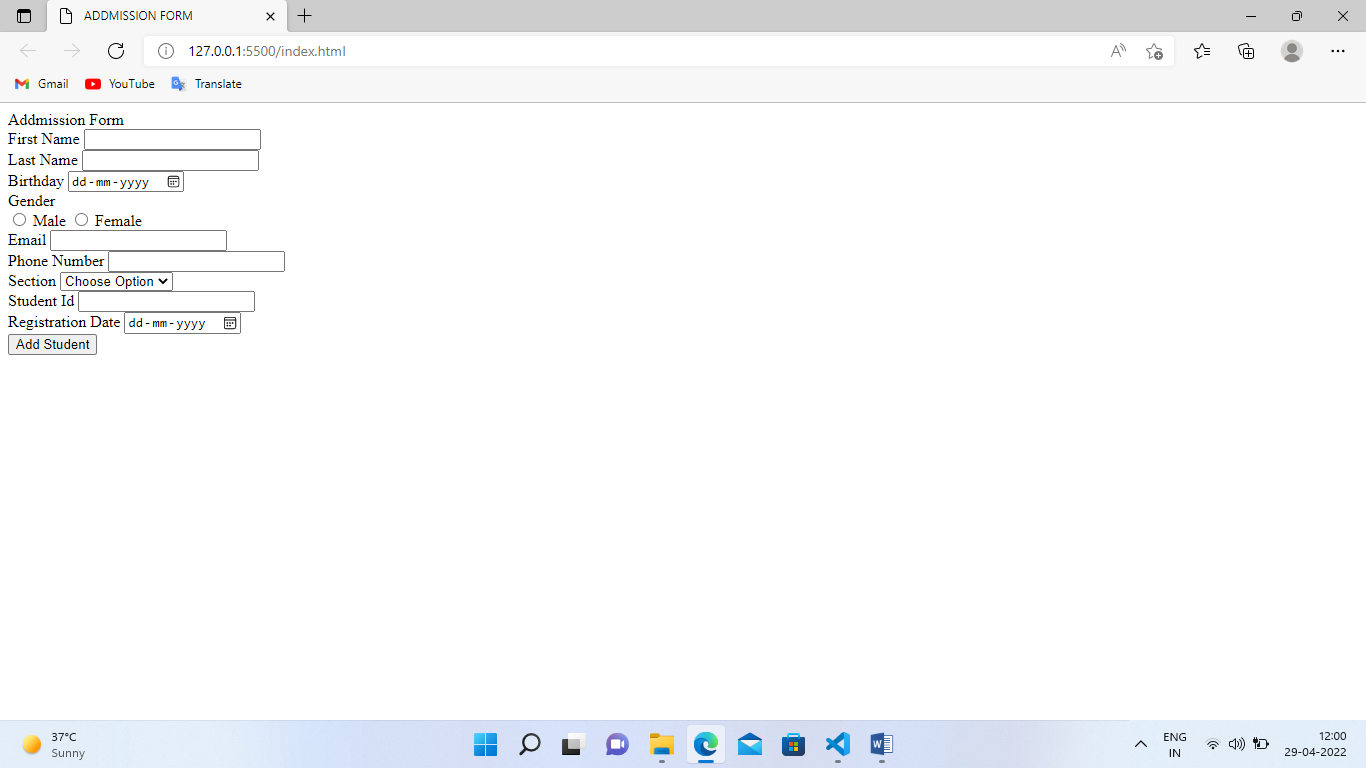 ADDMISSION FORM
127.0.0.1:5500/index.html
Gmail YouTube Translate
Addmission Form
First Name
Last Name
Birthday dd-mm-yyyy
Gender
Male Female
Email
Phone Number
Section Choose Option
Student Id
Registration Date dd-mm-yyyy
Add Student
37°C
Sunny
ENG
IN
12:00
29-04-2022